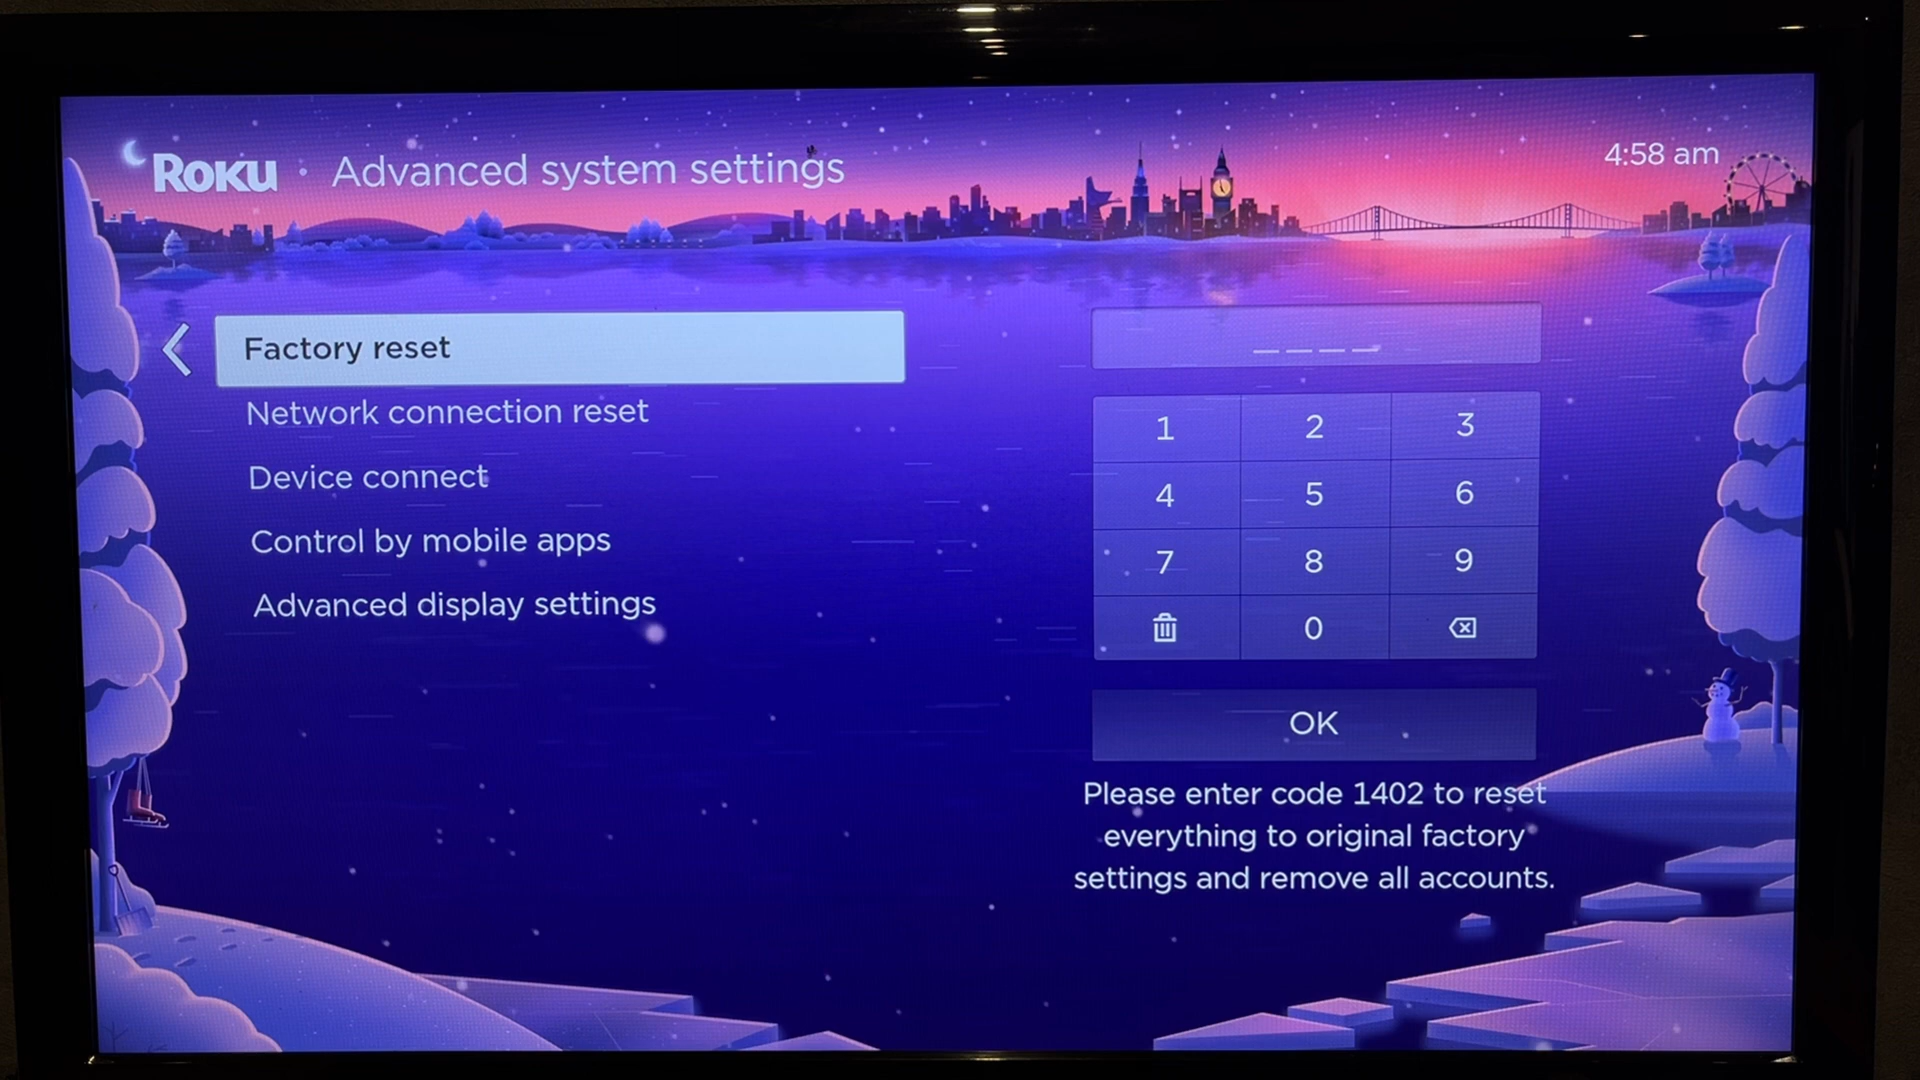 Roku · Advanced system settings
4:58 am
Factory reset
Network connection reset
Device connect
Control by mobile apps
Advanced display settings
_ _ _ _
1 2 3
4 5 6
7 8 9
0
OK
Please enter code 1402 to reset
everything to original factory
settings and remove all accounts.